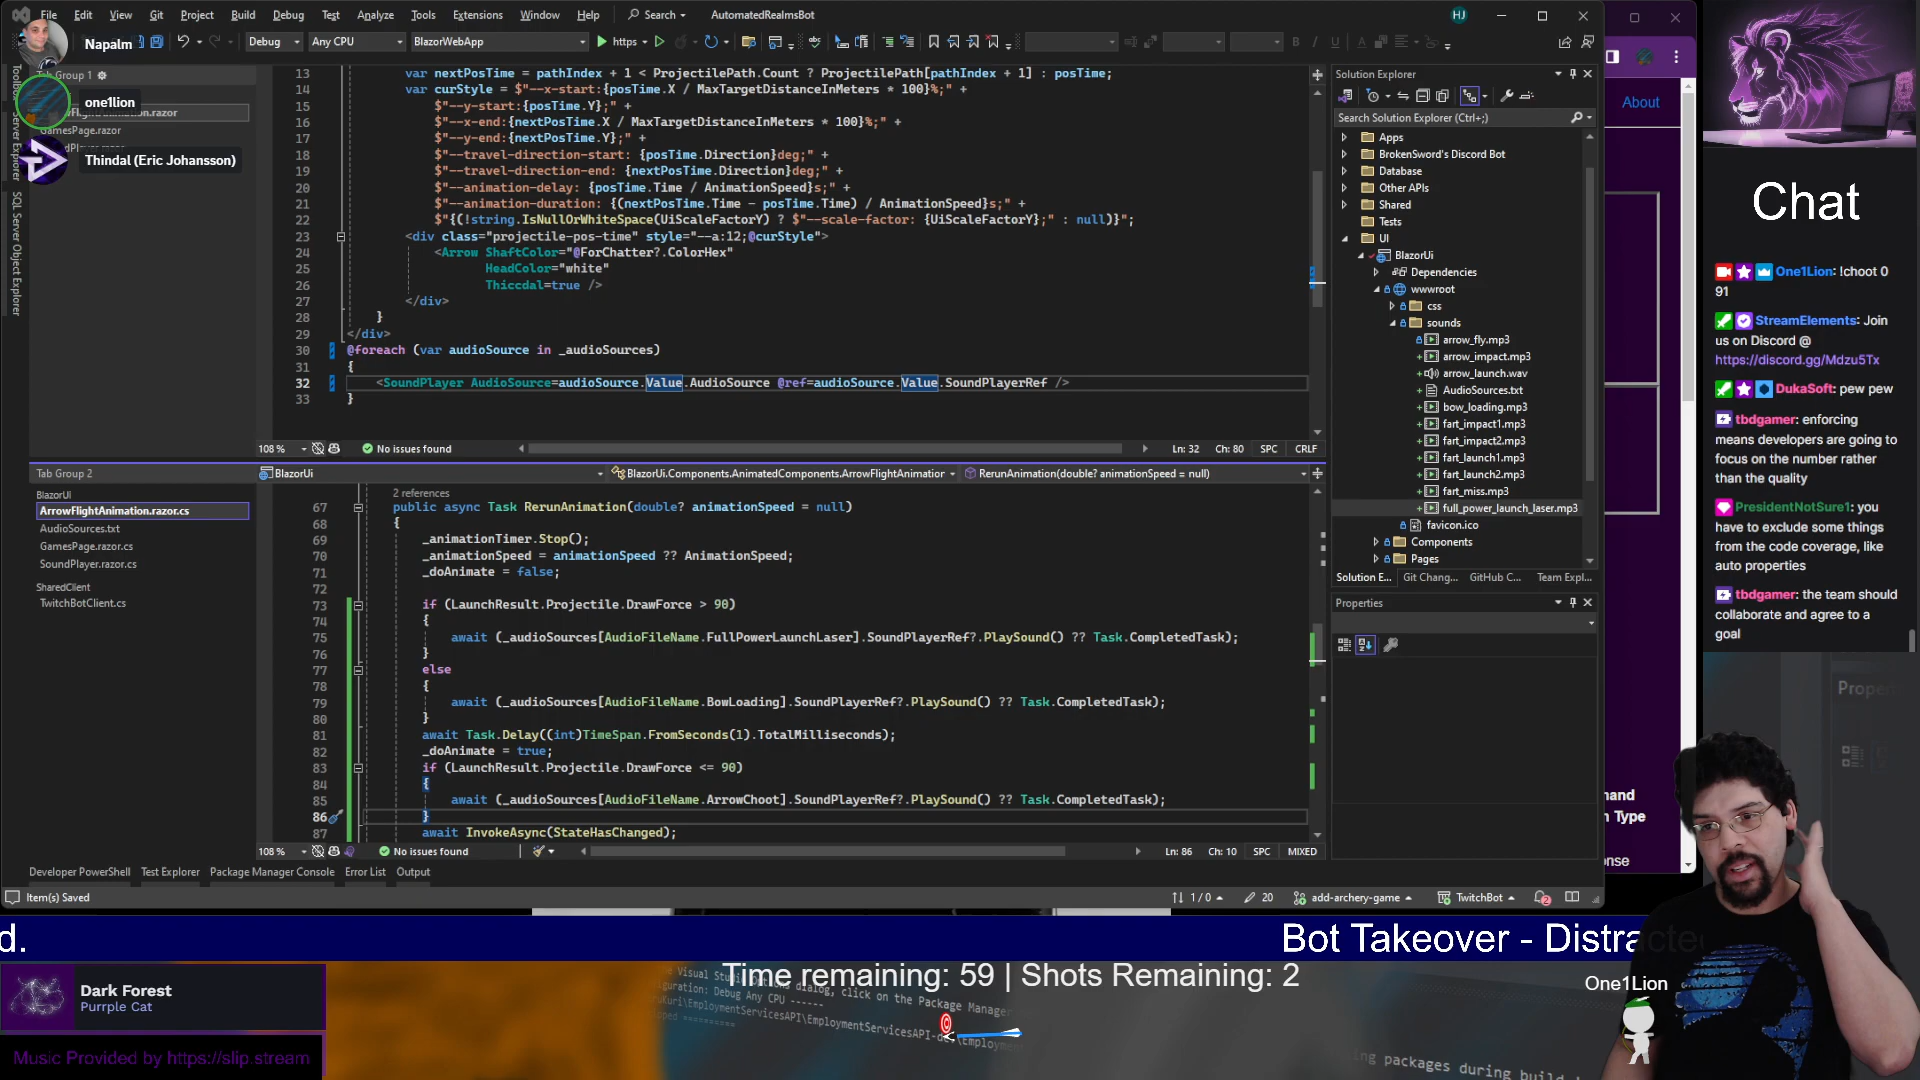 File Edit View Git Project Build Debug Test Analyze Tools Extensions Window Help Search AutomatedRealmsBot HJ
Napalm
Debug Any CPU BlazorWebApp https
Tab Group 1
one1lion
GamesPage.razor
Thindal (Eric Johansson)
Server Explorer
SQL Server Object Explorer
13 var nextPosTime = pathIndex + 1 < ProjectilePath.Count ? ProjectilePath[pathIndex + 1] : posTime;
14 var curStyle = $"--x-start:{posTime.X / MaxTargetDistanceInMeters * 100}%;" +
15 $"--y-start:{posTime.Y};" +
16 $"--x-end:{nextPosTime.X / MaxTargetDistanceInMeters * 100}%;" +
17 $"--y-end:{nextPosTime.Y};" +
18 $"--travel-direction-start: {posTime.Direction}deg;" +
19 $"--travel-direction-end: {nextPosTime.Direction}deg;" +
20 $"--animation-delay: {posTime.Time / AnimationSpeed}s;" +
21 $"--animation-duration: {(nextPosTime.Time - posTime.Time) / AnimationSpeed}s;" +
22 $"{(!string.IsNullOrWhiteSpace(UiScaleFactorY) ? $"--scale-factor: {UiScaleFactorY};" : null)}";
23 <div class="projectile-pos-time" style="--a:12;@curStyle">
24 <Arrow ShaftColor="@ForChatter?.ColorHex"
25 HeadColor="white"
26 Thiccdal=true />
27 </div>
28 }
29 </div>
30 @foreach (var audioSource in _audioSources)
31 {
32 <SoundPlayer AudioSource=audioSource.Value.AudioSource @ref=audioSource.Value.SoundPlayerRef />
33 }
108 % No issues found Ln: 32 Ch: 80 SPC CRLF
Tab Group 2
BlazorUI
ArrowFlightAnimation.razor.cs
AudioSources.txt
GamesPage.razor.cs
SoundPlayer.razor.cs
SharedClient
TwitchBotClient.cs
BlazorUi BlazorUi.Components.AnimatedComponents.ArrowFlightAnimation RerunAnimation(double? animationSpeed = null)
2 references
67 public async Task RerunAnimation(double? animationSpeed = null)
68 {
69 _animationTimer.Stop();
70 _animationSpeed = animationSpeed ?? AnimationSpeed;
71 _doAnimate = false;
72
73 if (LaunchResult.Projectile.DrawForce > 90)
74 {
75 await (_audioSources[AudioFileName.FullPowerLaunchLaser].SoundPlayerRef?.PlaySound() ?? Task.CompletedTask);
76 }
77 else
78 {
79 await (_audioSources[AudioFileName.BowLoading].SoundPlayerRef?.PlaySound() ?? Task.CompletedTask);
80 }
81 await Task.Delay((int)TimeSpan.FromSeconds(1).TotalMilliseconds);
82 _doAnimate = true;
83 if (LaunchResult.Projectile.DrawForce <= 90)
84 {
85 await (_audioSources[AudioFileName.ArrowChoot].SoundPlayerRef?.PlaySound() ?? Task.CompletedTask);
86 }
87 await InvokeAsync(StateHasChanged);
108 % No issues found Ln: 86 Ch: 10 SPC MIXED
Developer PowerShell Test Explorer Package Manager Console Error List Output
Item(s) Saved 1 / 0 20 add-archery-game TwitchBot 2
Solution Explorer
Search Solution Explorer (Ctrl+;)
Apps
BrokenSword's Discord Bot
Database
Other APIs
Shared
Tests
UI
BlazorUi
Dependencies
wwwroot
css
sounds
arrow_fly.mp3
arrow_impact.mp3
arrow_launch.wav
AudioSources.txt
bow_loading.mp3
fart_impact1.mp3
fart_impact2.mp3
fart_launch1.mp3
fart_launch2.mp3
fart_miss.mp3
full_power_launch_laser.mp3
favicon.ico
Components
Pages
Solution E... Git Chang... GitHub C... Team Expl...
Properties
About
Chat
One1Lion: !choot 0
91
StreamElements: Join
us on Discord @
https://discord.gg/Mdzu5Tx
DukaSoft: pew pew
tbdgamer: enforcing
means developers are going to
focus on the number rather
than the quality
PresidentNotSure1: you
have to exclude some things
from the code coverage, like
auto properties
tbdgamer: the team should
collaborate and agree to a
goal
d. Bot Takeover - Distracte
Time remaining: 59 | Shots Remaining: 2
Dark Forest
Purrple Cat
Music Provided by https://slip.stream
One1Lion